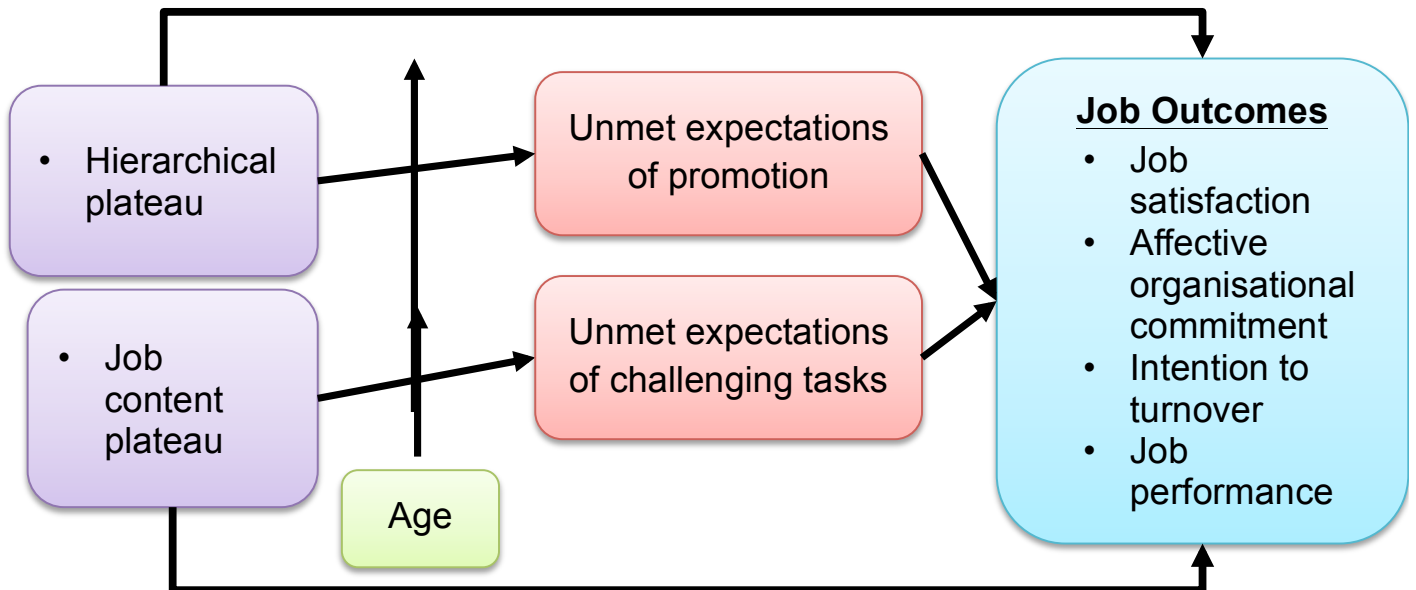 • Hierarchical
plateau
• Job
content
plateau
Age
Unmet expectations
of promotion
Unmet expectations
of challenging tasks
Job Outcomes
• Job
satisfaction
• Affective
organisational
commitment
• Intention to
turnover
• Job
performance